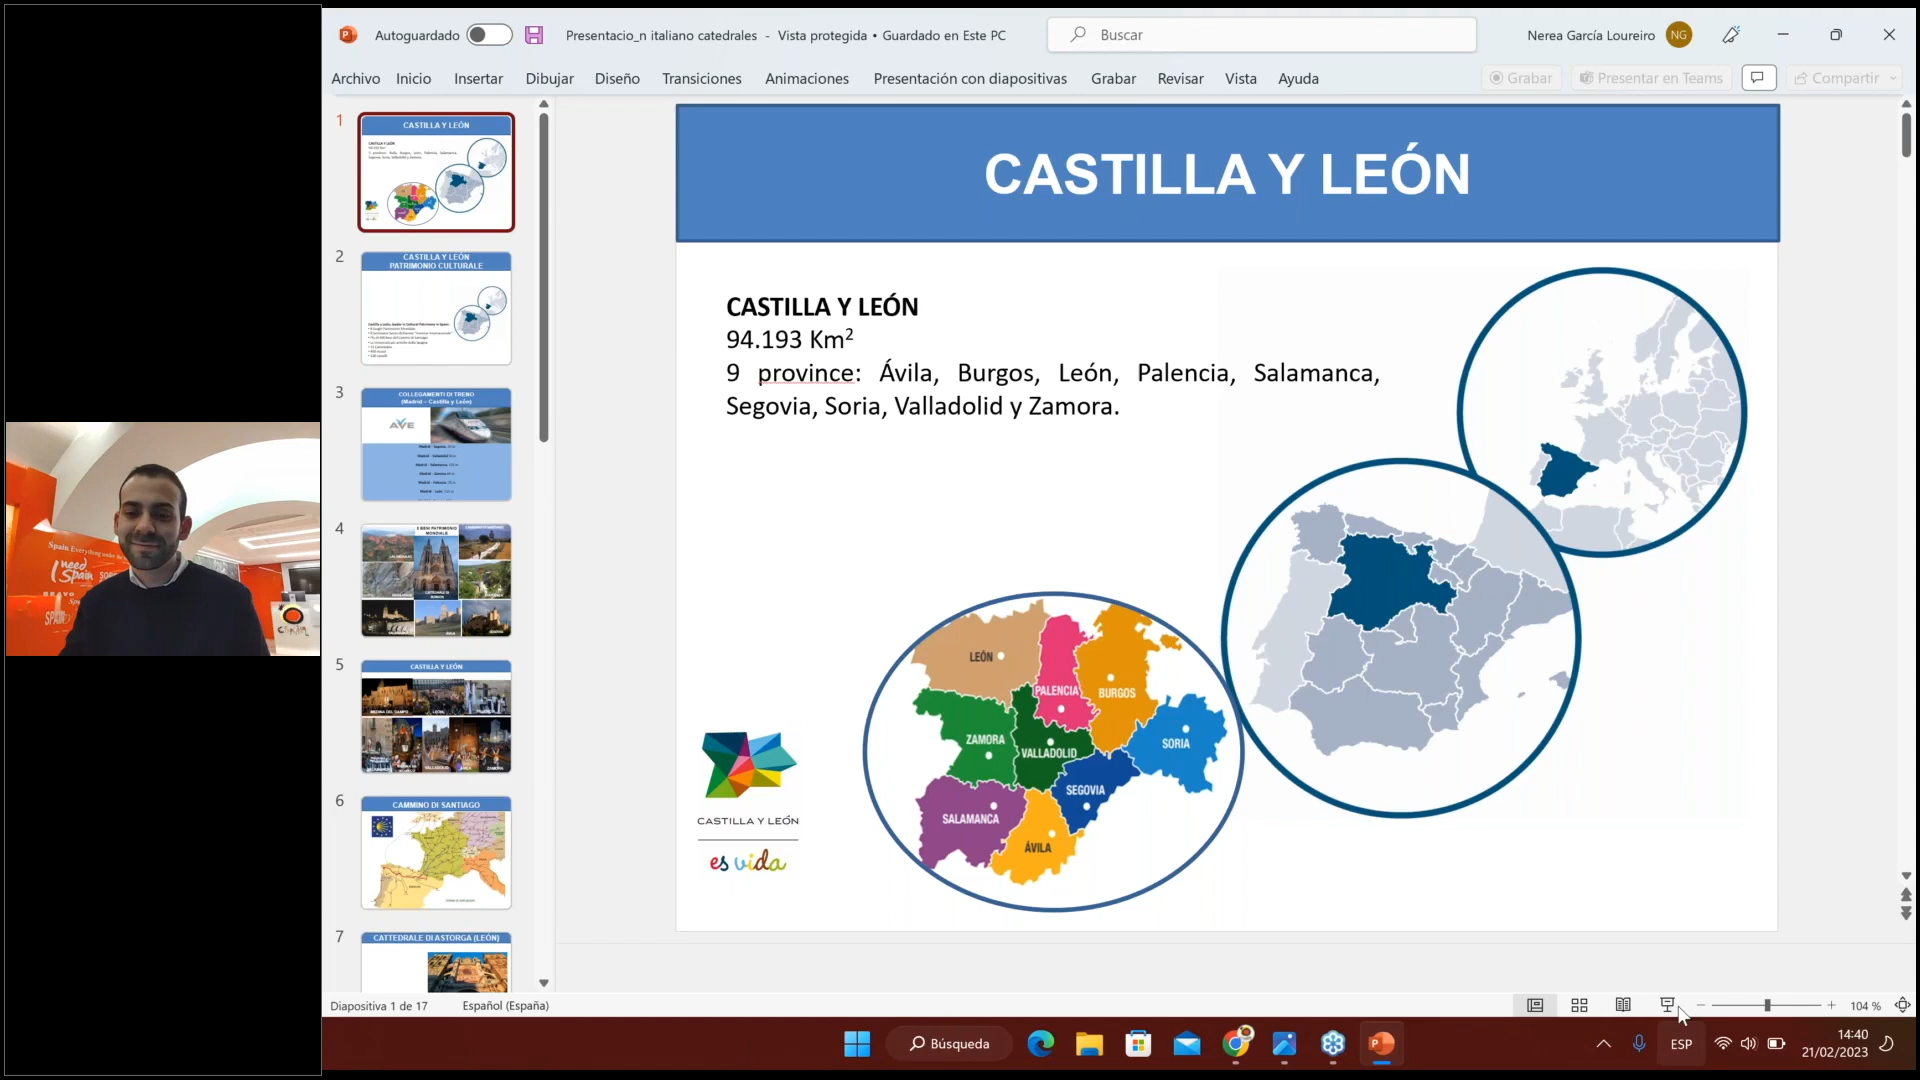 Autoguardado
Presentacio_n italiano catedrales - Vista protegida • Guardado en Este PC
Buscar
Nerea García Loureiro
NG
Archivo Inicio Insertar Dibujar Diseño Transiciones Animaciones Presentación con diapositivas Grabar Revisar Vista Ayuda
Grabar
Presentar en Teams
Compartir
1
CASTILLA Y LEÓN
2
CASTILLA Y LEÓN
PATRIMONIO CULTURALE
3
COLLEGAMENTI DI TRENO
(Madrid – Castilla y León)
AVE
4
5
CASTILLA Y LEÓN
6
CAMMINO DI SANTIAGO
7
CATTEDRALE DI ASTORGA (LEÓN)
CASTILLA Y LEÓN
CASTILLA Y LEÓN
94.193 Km²
9 province: Ávila, Burgos, León, Palencia, Salamanca,
Segovia, Soria, Valladolid y Zamora.
LEÓN
PALENCIA
BURGOS
ZAMORA
VALLADOLID
SORIA
SEGOVIA
SALAMANCA
ÁVILA
CASTILLA Y LEÓN
es vida
I need
Spain
Diapositiva 1 de 17
Español (España)
104 %
Búsqueda
ESP
14:40
21/02/2023